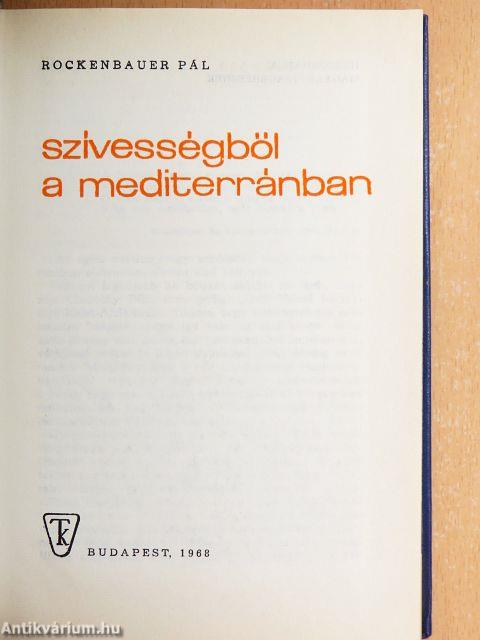 ROCKENBAUER PÁL
szívességből
a mediterránban
TK
BUDAPEST, 1968
Antikvárium.hu